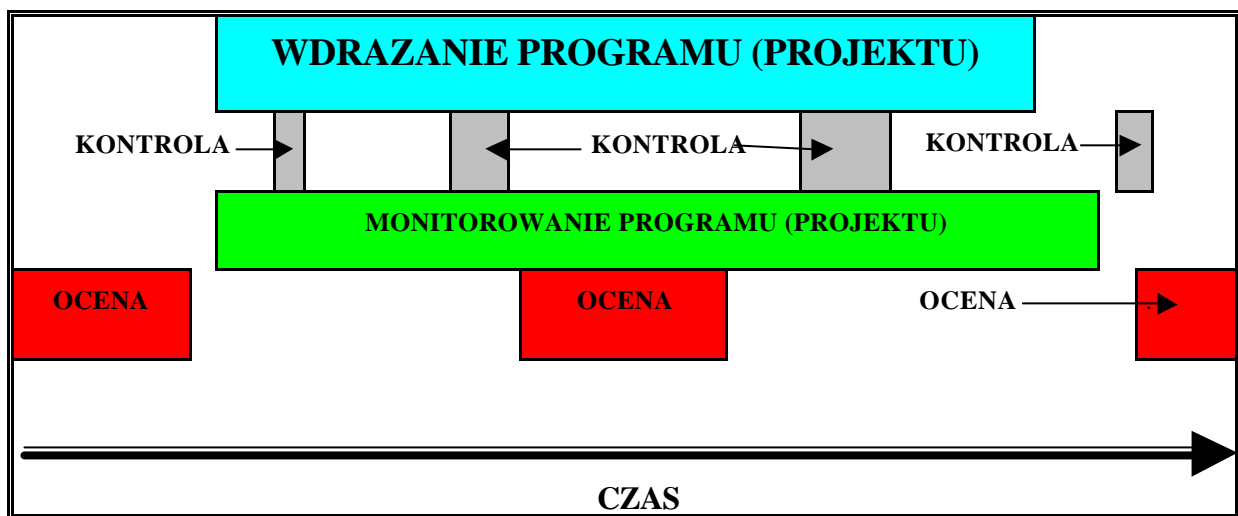 WDRAZANIE PROGRAMU (PROJEKTU)
KONTROLA
KONTROLA
KONTROLA
MONITOROWANIE PROGRAMU (PROJEKTU)
OCENA
OCENA
OCENA
CZAS